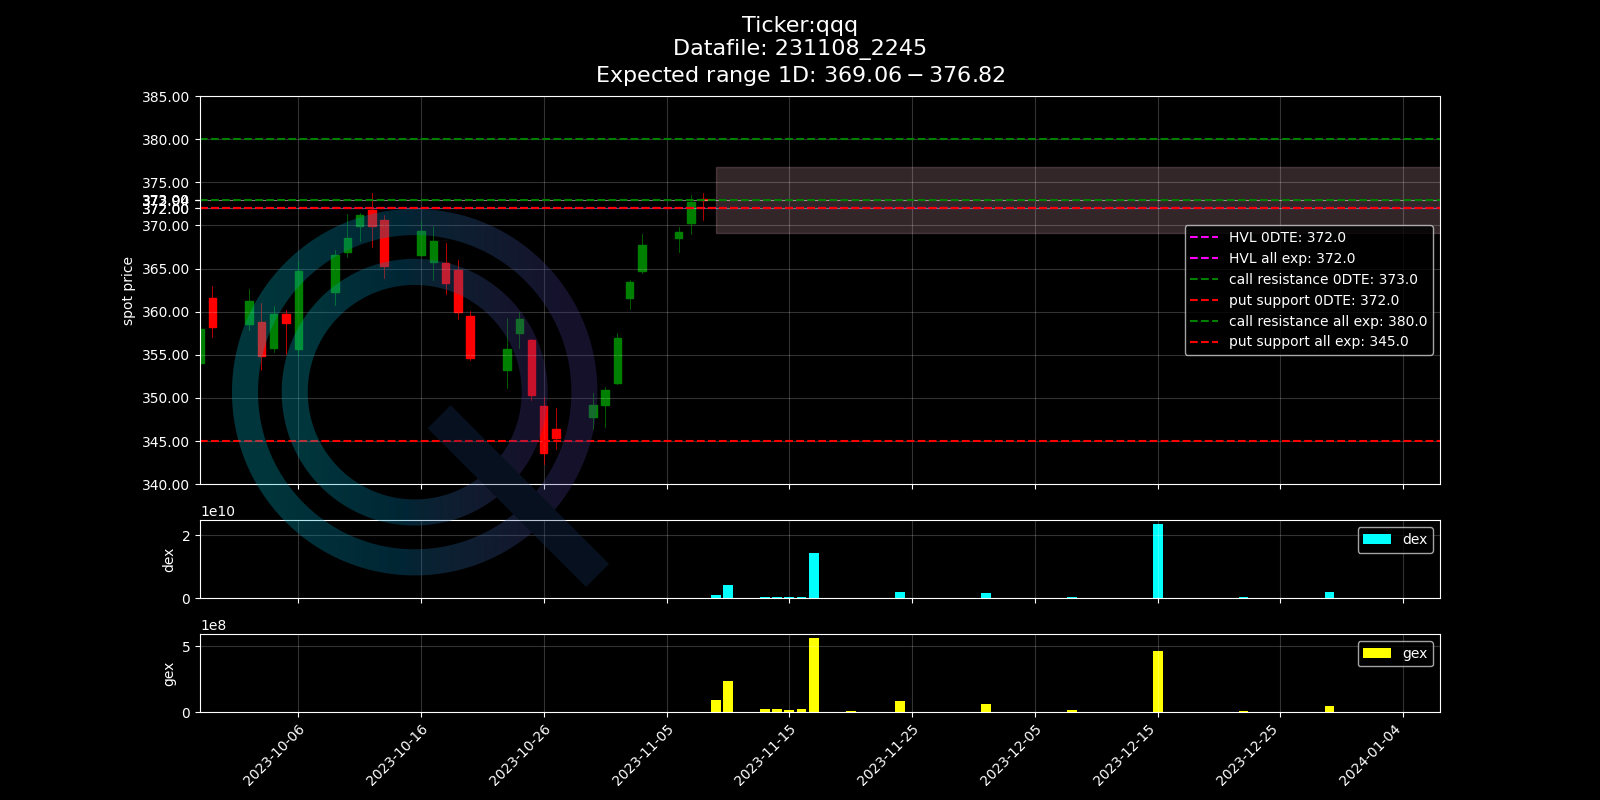 Ticker:qqq
Datafile: 231108_2245
Expected range 1D: 369.06 − 376.82
385.00
380.00
375.00
373.00
372.00
370.00
365.00
360.00
355.00
350.00
345.00
340.00
spot price
HVL 0DTE: 372.0
HVL all exp: 372.0
call resistance 0DTE: 373.0
put support 0DTE: 372.0
call resistance all exp: 380.0
put support all exp: 345.0
1e10
2
0
dex
dex
1e8
5
0
gex
gex
2023-10-06
2023-10-16
2023-10-26
2023-11-05
2023-11-15
2023-11-25
2023-12-05
2023-12-15
2023-12-25
2024-01-04